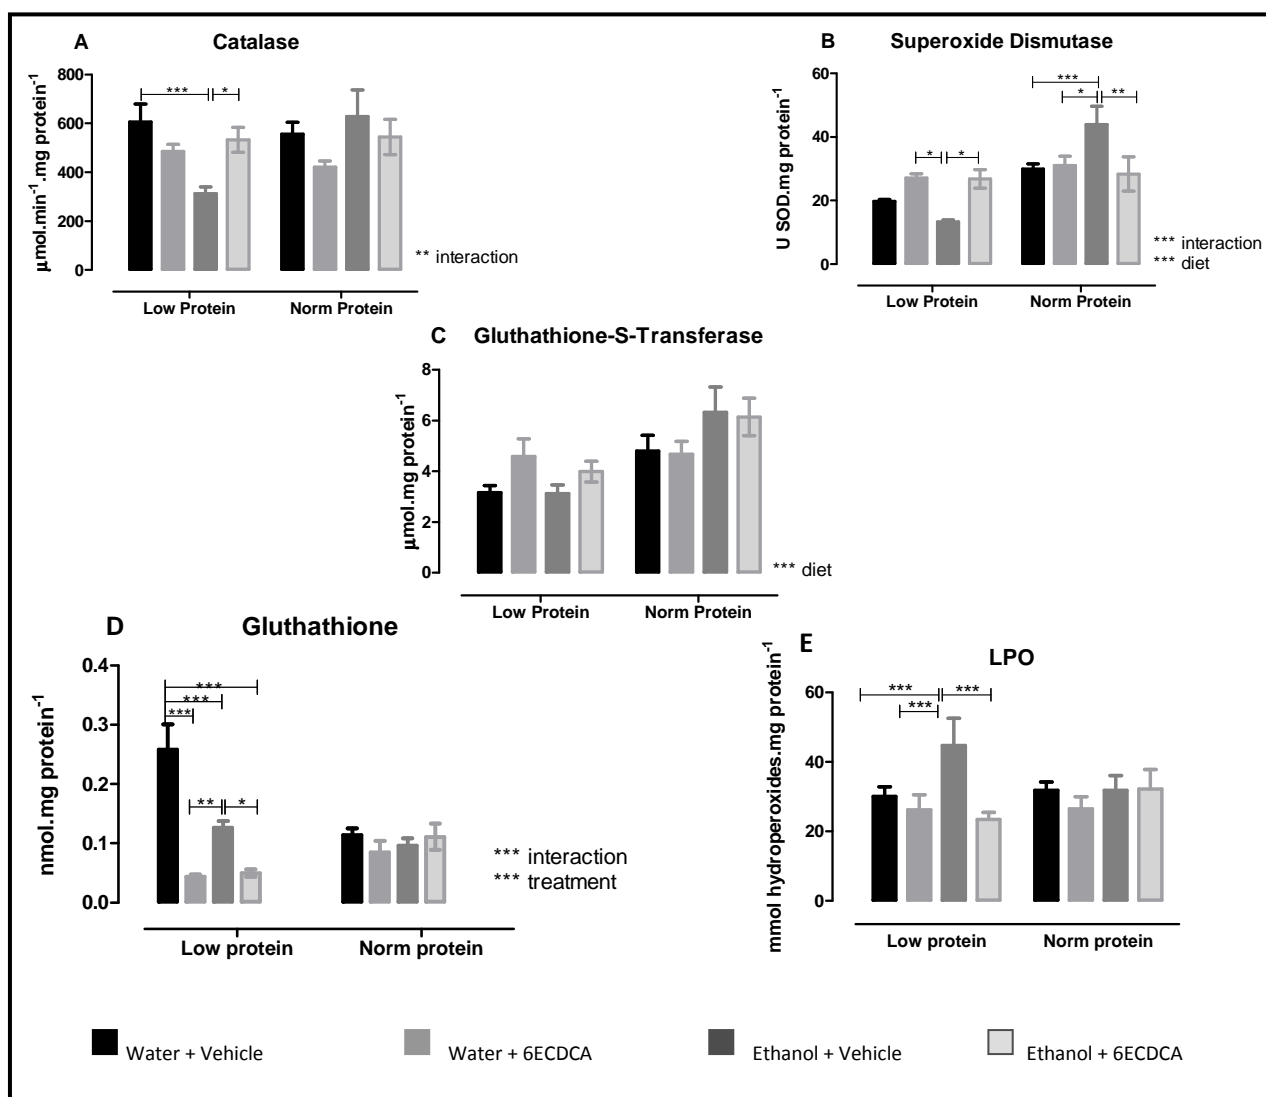 A Catalase
μmol.min⁻¹.mg protein⁻¹
800
600
400
200
0
*** *
** interaction
Low Protein Norm Protein
B Superoxide Dismutase
U SOD.mg protein⁻¹
60
40
20
0
* *
***
* **
*** interaction
*** diet
Low Protein Norm Protein
C Gluthathione-S-Transferase
μmol.mg protein⁻¹
8
6
4
2
0
*** diet
Low Protein Norm Protein
D Gluthathione
nmol.mg protein⁻¹
0.4
0.3
0.2
0.1
0.0
***
***
***
** *
*** interaction
*** treatment
Low protein Norm protein
E LPO
mmol hydroperoxides.mg protein⁻¹
60
40
20
0
*** ***
***
Low protein Norm protein
Water + Vehicle Water + 6ECDCA Ethanol + Vehicle Ethanol + 6ECDCA